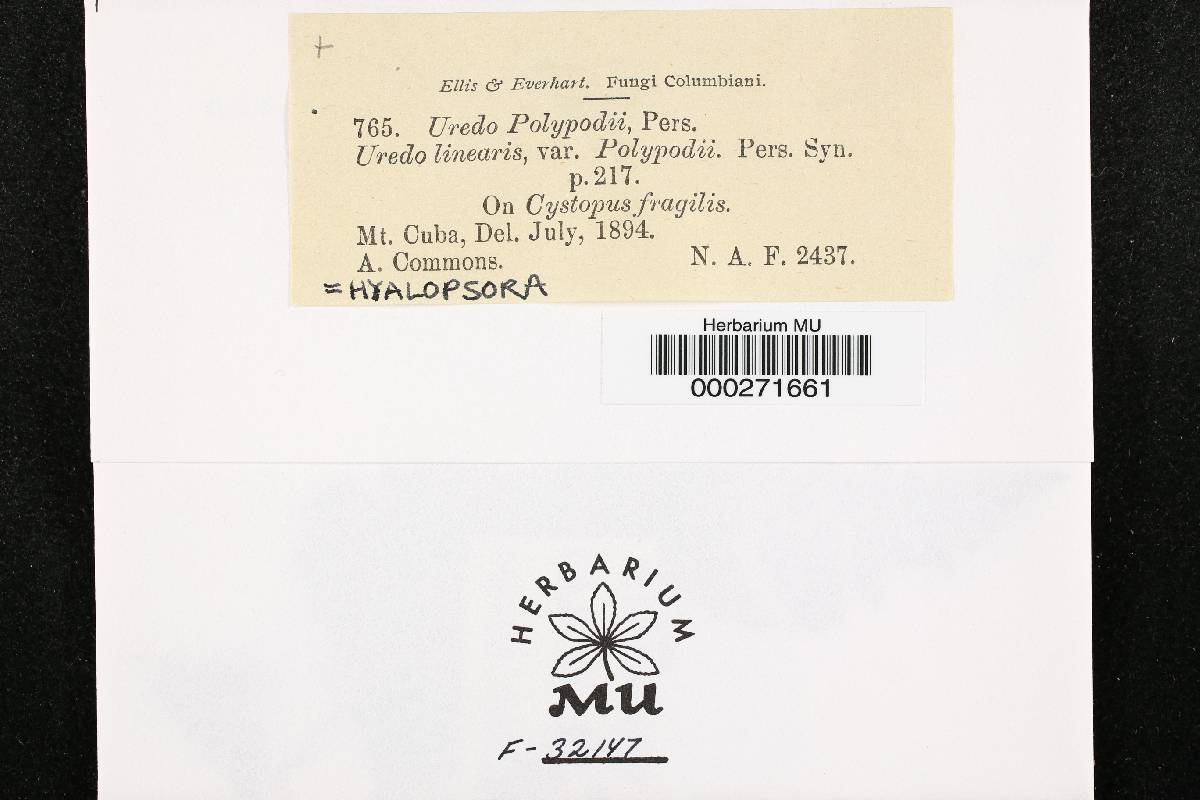 Ellis & Everhart. Fungi Columbiani.
765. Uredo Polypodii, Pers.
Uredo linearis, var. Polypodii. Pers. Syn.
p. 217.
On Cystopus fragilis.
Mt. Cuba, Del. July, 1894.
A. Commons. N. A. F. 2437.
= HYALOPSORA
Herbarium MU
000271661
HERBARIUM
MU
F-32147